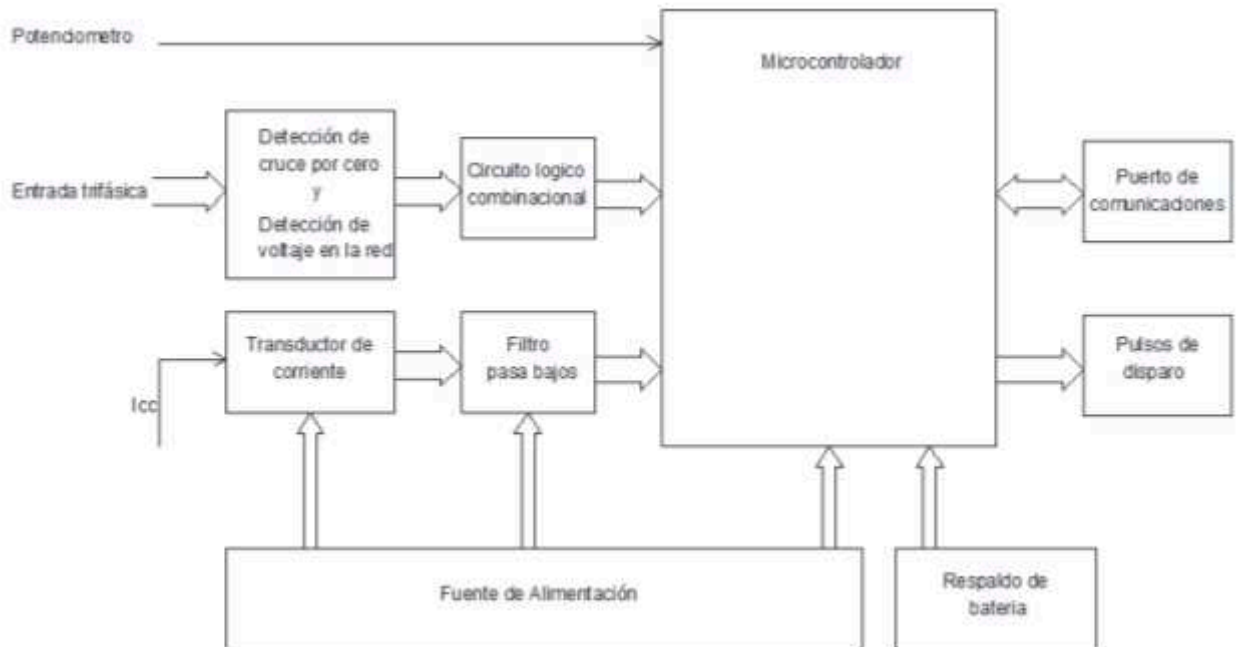 Potenciometro
Microcontrolador
Entrada trifásica
Detección de
cruce por cero
y
Detección de
voltaje en la red
Circuito logico
combinacional
Puerto de
comunicaciones
Icc
Transductor de
corriente
Filtro
pasa bajos
Pulsos de
disparo
Fuente de Alimentación
Respaldo de
bateria